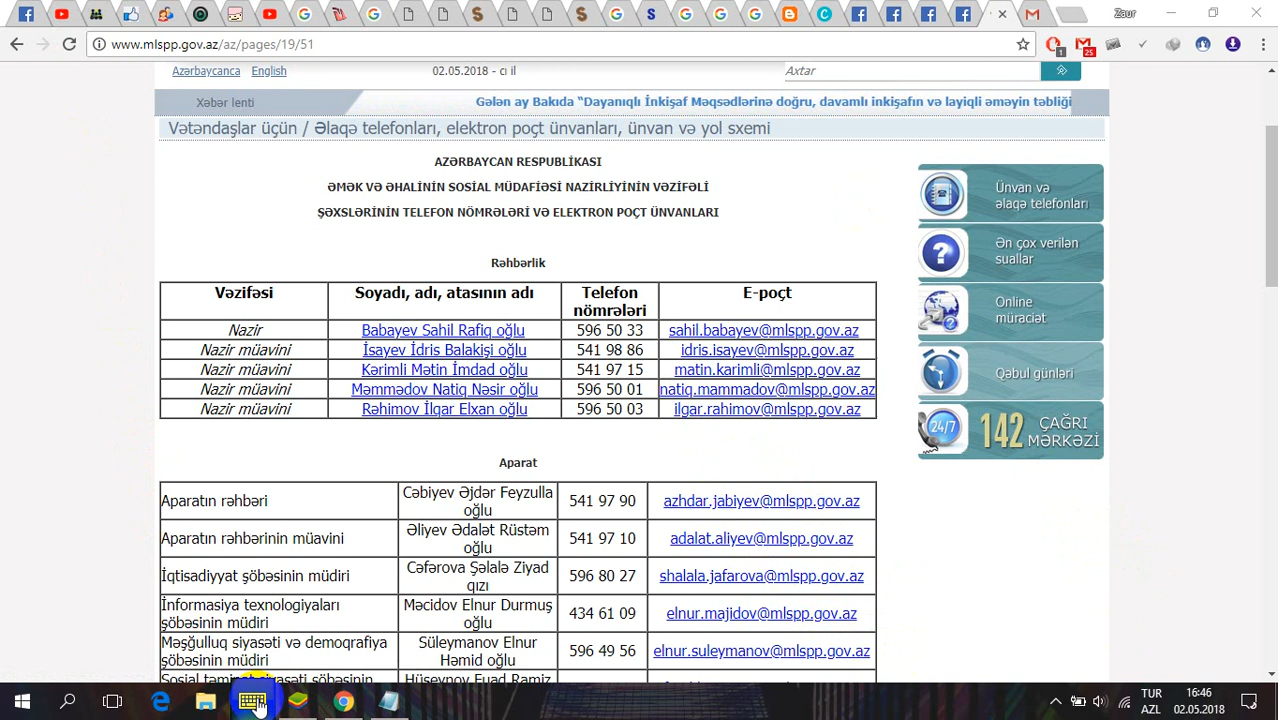 Zaur
www.mlspp.gov.az/az/pages/19/51
1
25
Azərbaycanca English 02.05.2018 - ci il Axtar
Xəbər lenti Gələn ay Bakıda "Dayanıqlı İnkişaf Məqsədlərinə doğru, davamlı inkişafın və layiqli əməyin təbliği
Vətəndaşlar üçün / Əlaqə telefonları, elektron poçt ünvanları, ünvan və yol sxemi
AZƏRBAYCAN RESPUBLİKASI
ƏMƏK VƏ ƏHALİNİN SOSİAL MÜDAFİƏSİ NAZİRLİYİNİN VƏZİFƏLİ
ŞƏXSLƏRİNİN TELEFON NÖMRƏLƏRİ VƏ ELEKTRON POÇT ÜNVANLARI
Rəhbərlik
Vəzifəsi Soyadı, adı, atasının adı Telefon nömrələri E-poçt
Nazir Babayev Sahil Rafiq oğlu 596 50 33 sahil.babayev@mlspp.gov.az
Nazir müavini İsayev İdris Balakişi oğlu 541 98 86 idris.isayev@mlspp.gov.az
Nazir müavini Kərimli Mətin İmdad oğlu 541 97 15 matin.karimli@mlspp.gov.az
Nazir müavini Məmmədov Natiq Nəsir oğlu 596 50 01 natiq.mammadov@mlspp.gov.az
Nazir müavini Rəhimov İlqar Elxan oğlu 596 50 03 ilgar.rahimov@mlspp.gov.az
Aparat
Aparatın rəhbəri Cəbiyev Əjdər Feyzulla oğlu 541 97 90 azhdar.jabiyev@mlspp.gov.az
Aparatın rəhbərinin müavini Əliyev Ədalət Rüstəm oğlu 541 97 10 adalat.aliyev@mlspp.gov.az
İqtisadiyyat şöbəsinin müdiri Cəfərova Şəlalə Ziyad qızı 596 80 27 shalala.jafarova@mlspp.gov.az
İnformasiya texnologiyaları şöbəsinin müdiri Məcidov Elnur Durmuş oğlu 434 61 09 elnur.majidov@mlspp.gov.az
Məşğulluq siyasəti və demoqrafiya şöbəsinin müdiri Süleymanov Elnur Həmid oğlu 596 49 56 elnur.suleymanov@mlspp.gov.az
Hüseynov Fuad Ramiz
Ünvan və
əlaqə telefonları
Ən çox verilən
suallar
Online
müraciət
Qəbul günləri
24/7 142 ÇAĞRI
MƏRKƏZİ
TUR 16:46
AZL 02.05.2018